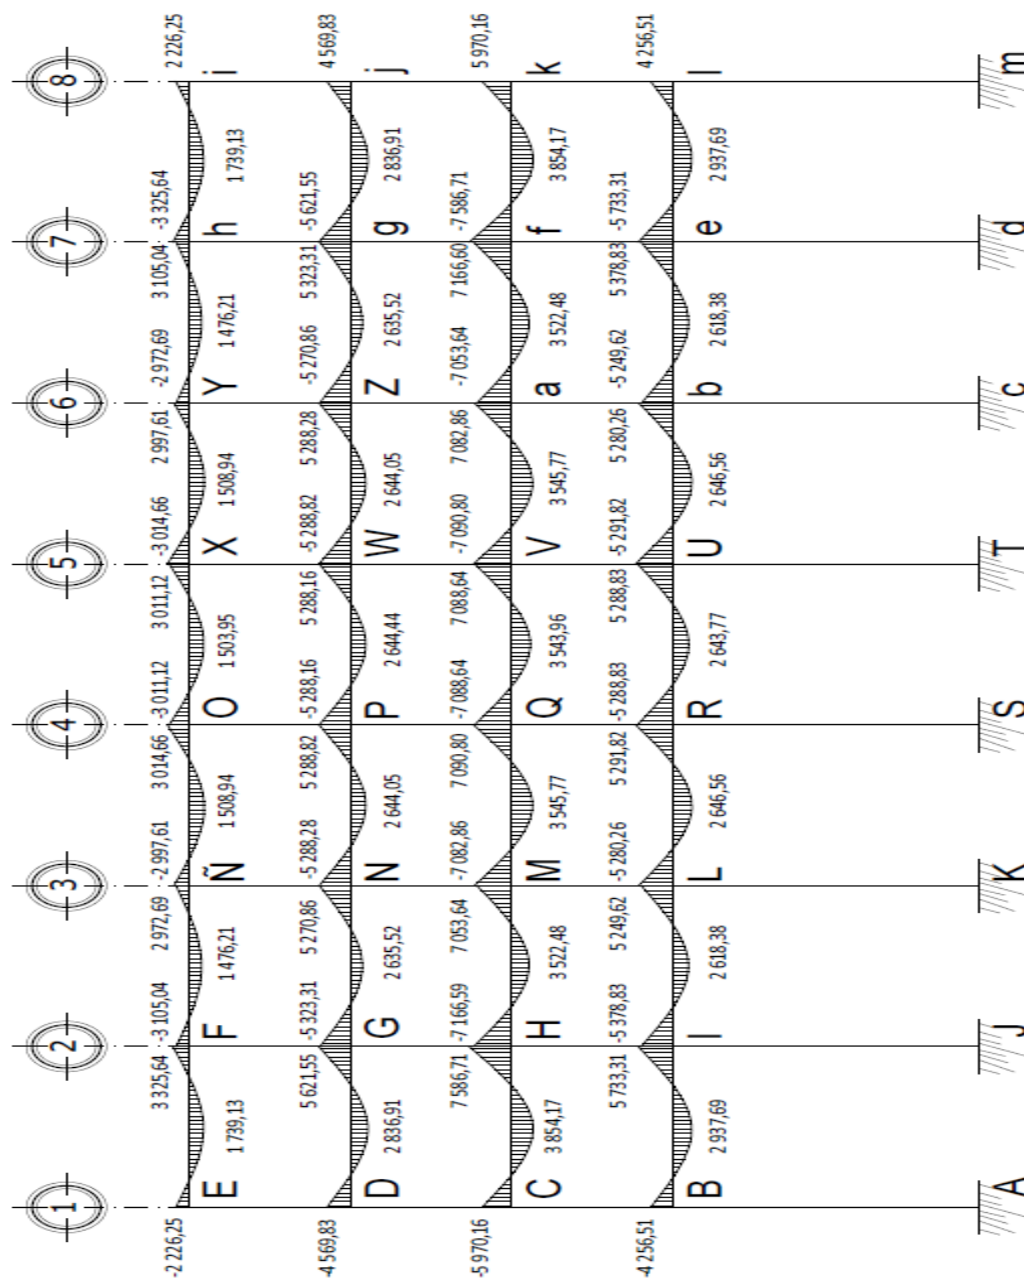 1 2 3 4 5 6 7 8
-2 226,25 3 325,64 -3 105,04 2 972,69 -2 997,61 3 014,66 -3 011,12 3 011,12 -3 014,66 2 997,61 -2 972,69 3 105,04 -3 325,64 2 226,25
E 1 739,13 F 1 476,21 Ñ 1 508,94 O 1 503,95 X 1 508,94 Y 1 476,21 h 1 739,13 i
-4 569,83 5 621,55 -5 323,31 5 270,86 -5 288,28 5 288,82 -5 288,16 5 288,16 -5 288,82 5 288,28 -5 270,86 5 323,31 -5 621,55 4 569,83
D 2 836,91 G 2 635,52 N 2 644,05 P 2 644,44 W 2 644,05 Z 2 635,52 g 2 836,91 j
-5 970,16 7 586,71 -7 166,59 7 053,64 -7 082,86 7 090,80 -7 088,64 7 088,64 -7 090,80 7 082,86 -7 053,64 7 166,60 -7 586,71 5 970,16
C 3 854,17 H 3 522,48 M 3 545,77 Q 3 543,96 V 3 545,77 a 3 522,48 f 3 854,17 k
-4 256,51 5 733,31 -5 378,83 5 249,62 -5 280,26 5 291,82 -5 288,83 5 288,83 -5 291,82 5 280,26 -5 249,62 5 378,83 -5 733,31 4 256,51
B 2 937,69 I 2 618,38 L 2 646,56 R 2 643,77 U 2 646,56 b 2 618,38 e 2 937,69 l
A J K S T c d m